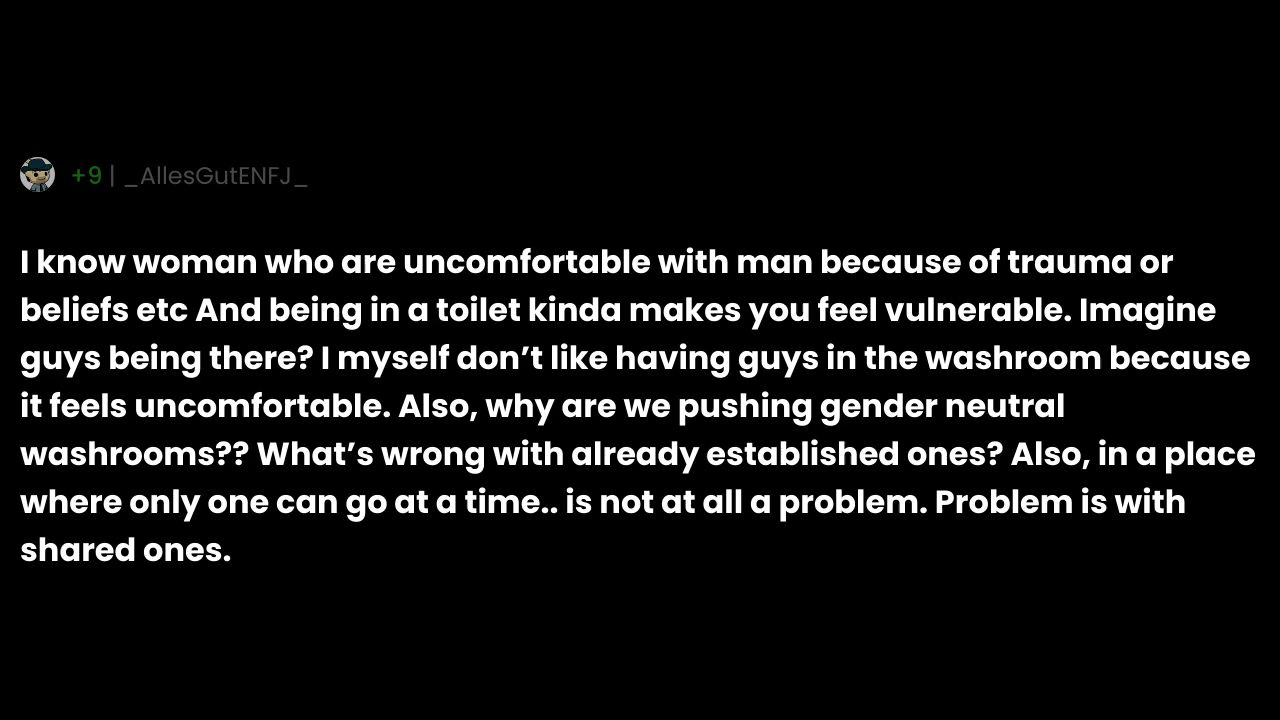 +9 | _AllesGutENFJ_
I know woman who are uncomfortable with man because of trauma or
beliefs etc And being in a toilet kinda makes you feel vulnerable. Imagine
guys being there? I myself don’t like having guys in the washroom because
it feels uncomfortable. Also, why are we pushing gender neutral
washrooms?? What’s wrong with already established ones? Also, in a place
where only one can go at a time.. is not at all a problem. Problem is with
shared ones.